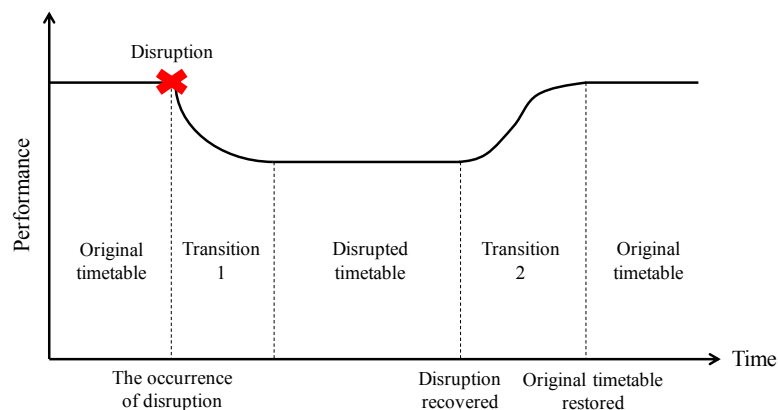 Disruption
Performance
Original
timetable
Transition
1
Disrupted
timetable
Transition
2
Original
timetable
Time
The occurrence
of disruption
Disruption
recovered
Original timetable
restored